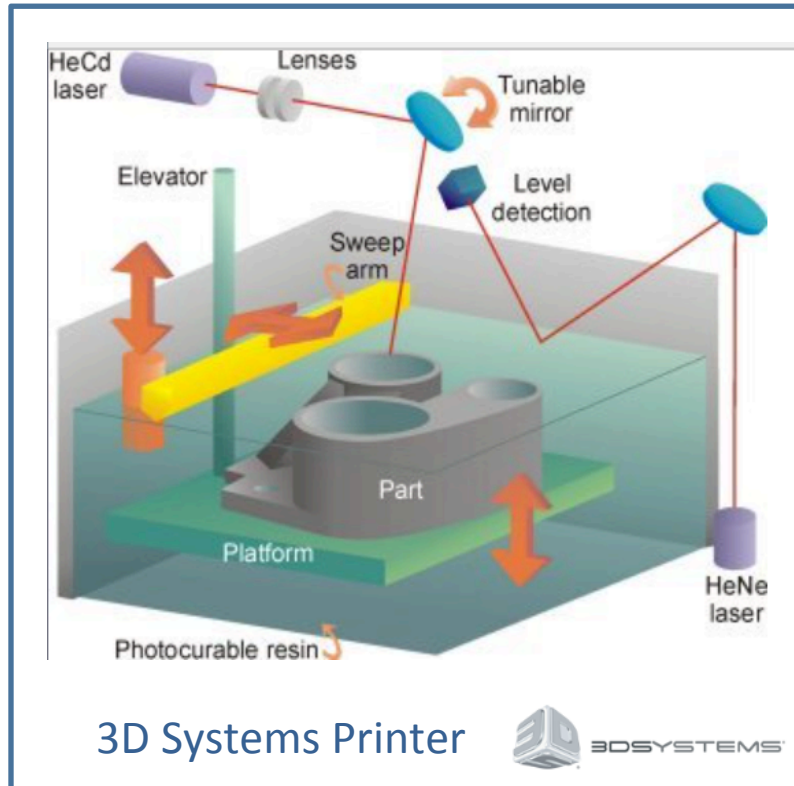 HeCd
laser
Lenses
Tunable
mirror
Elevator
Level
detection
Sweep
arm
Part
Platform
HeNe
laser
Photocurable resin
3D Systems Printer
3DS
3DSYSTEMS